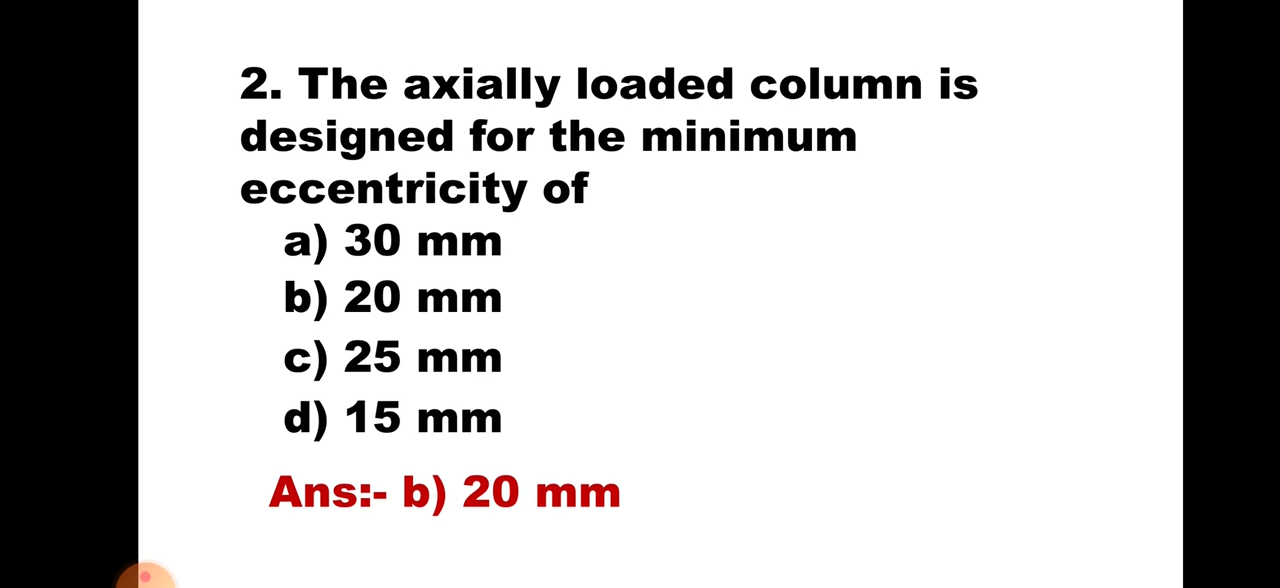 2. The axially loaded column is
designed for the minimum
eccentricity of
a) 30 mm
b) 20 mm
c) 25 mm
d) 15 mm
Ans:- b) 20 mm